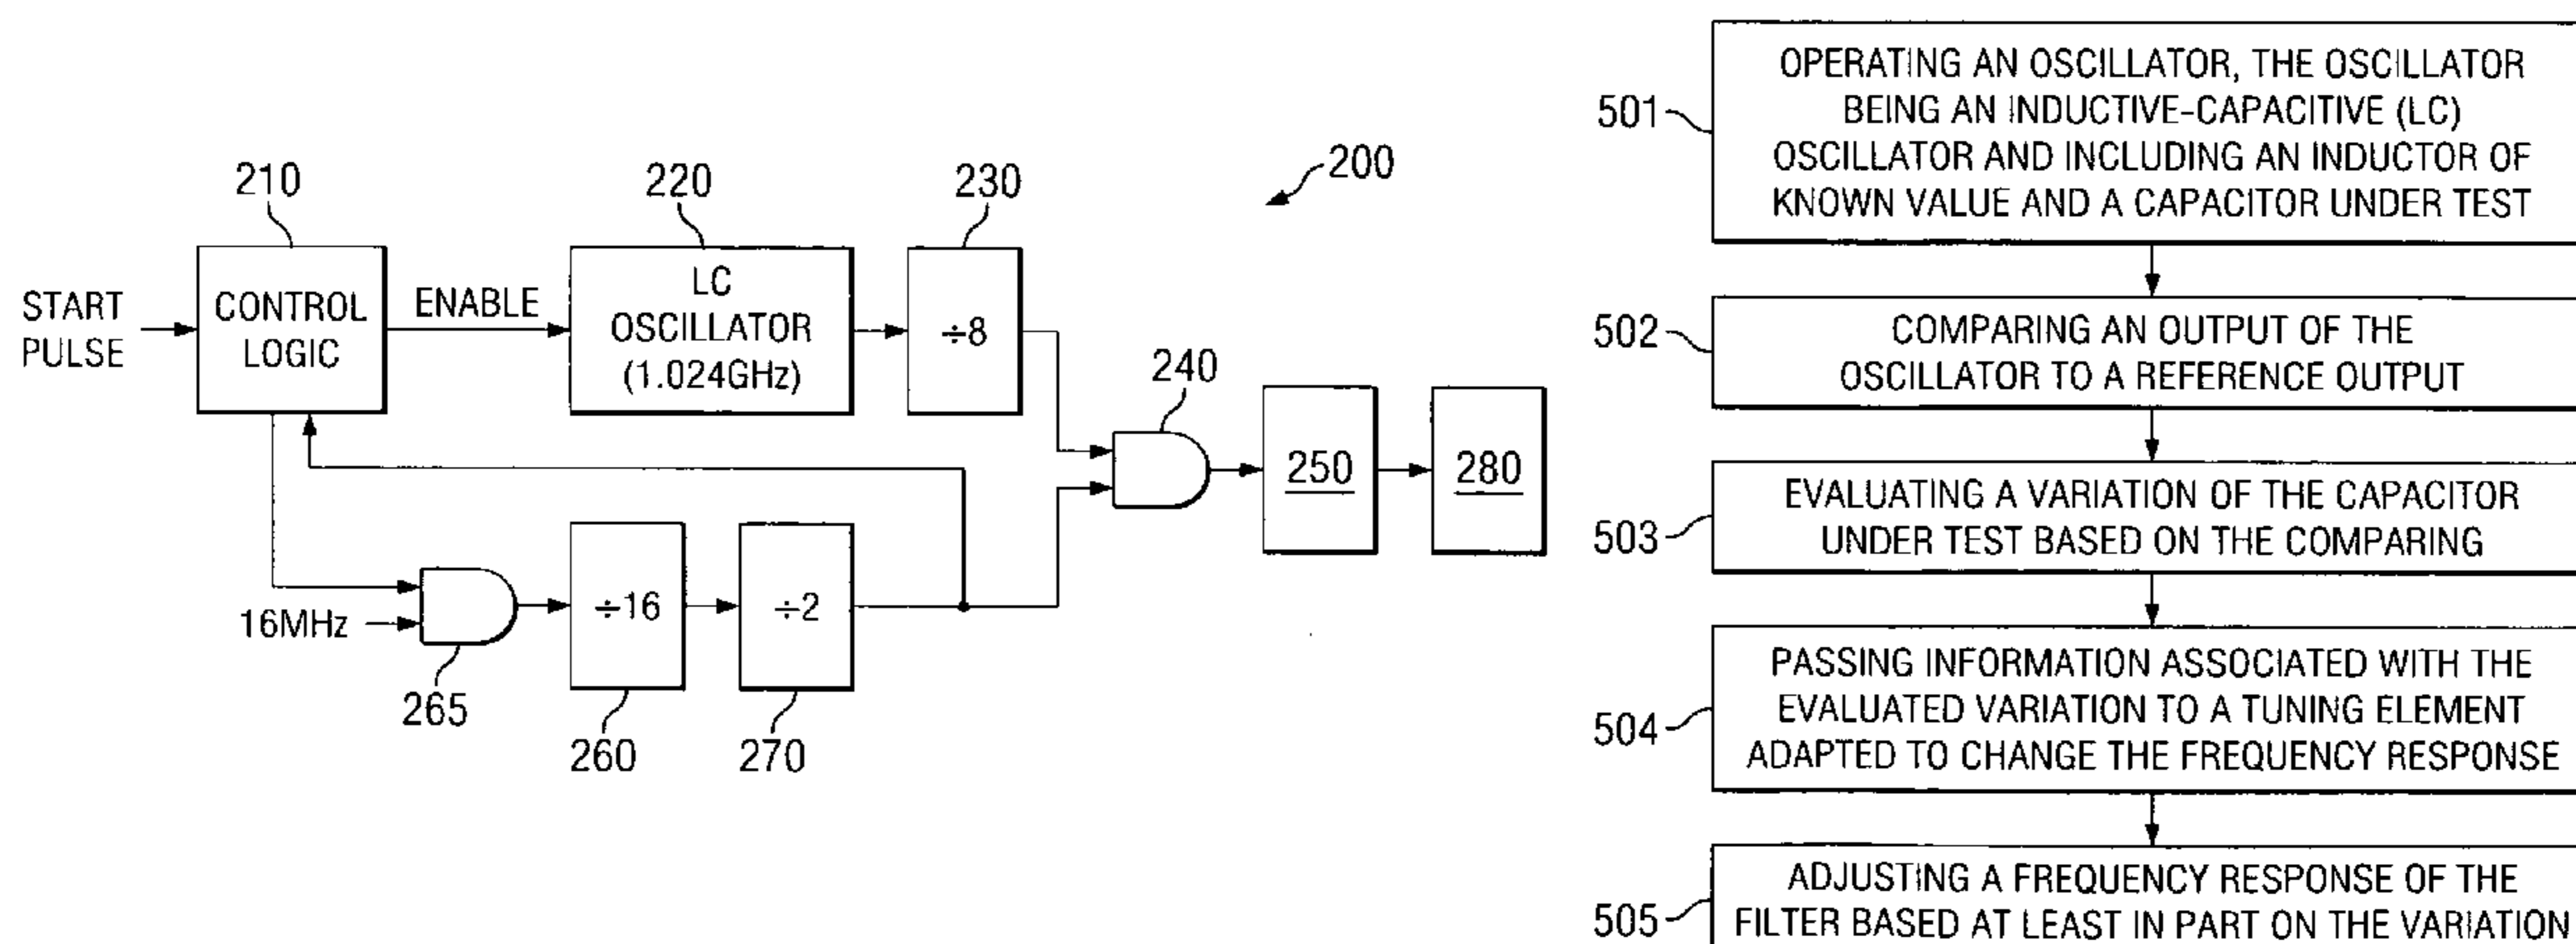 200
210
220
230
START
PULSE
CONTROL
LOGIC
ENABLE
LC
OSCILLATOR
(1.024GHz)
÷8
240
250
280
16MHz
265
÷16
÷2
260
270
501
OPERATING AN OSCILLATOR, THE OSCILLATOR
BEING AN INDUCTIVE-CAPACITIVE (LC)
OSCILLATOR AND INCLUDING AN INDUCTOR OF
KNOWN VALUE AND A CAPACITOR UNDER TEST
502
COMPARING AN OUTPUT OF THE
OSCILLATOR TO A REFERENCE OUTPUT
503
EVALUATING A VARIATION OF THE CAPACITOR
UNDER TEST BASED ON THE COMPARING
504
PASSING INFORMATION ASSOCIATED WITH THE
EVALUATED VARIATION TO A TUNING ELEMENT
ADAPTED TO CHANGE THE FREQUENCY RESPONSE
505
ADJUSTING A FREQUENCY RESPONSE OF THE
FILTER BASED AT LEAST IN PART ON THE VARIATION